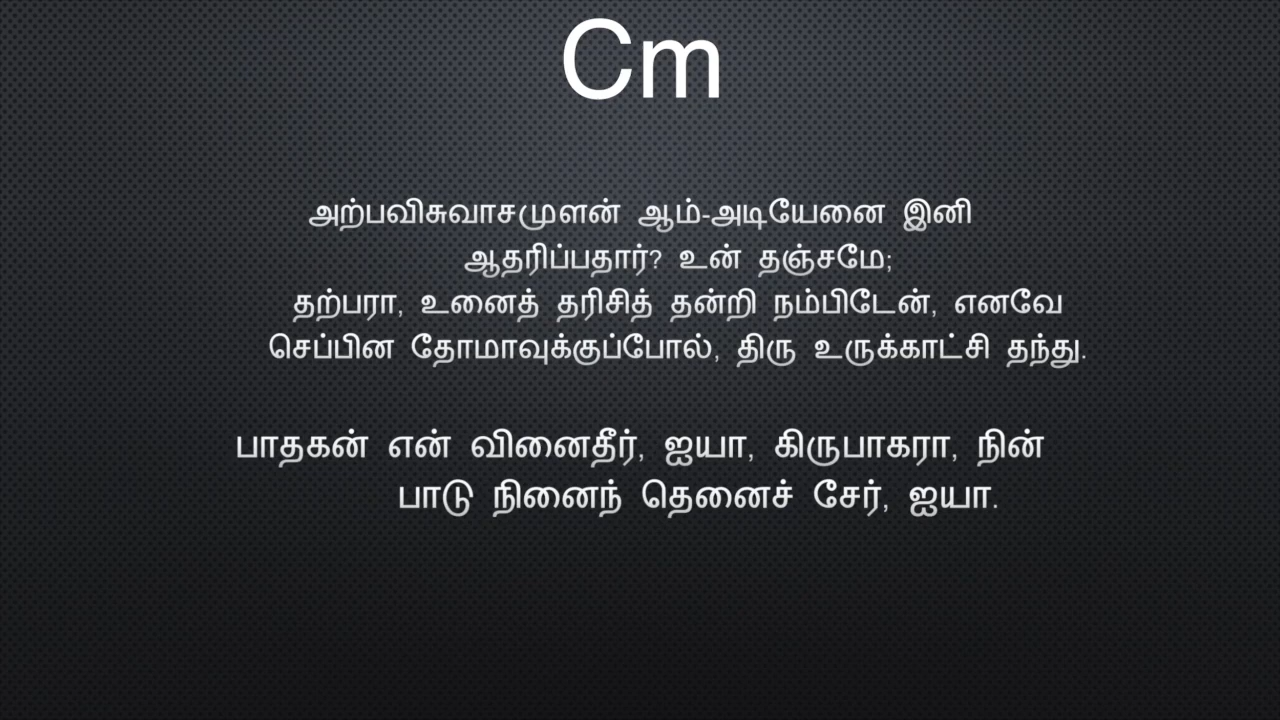 Cm
அற்பவிசுவாசமுளன் ஆம்-அடியேனை இனி
ஆதரிப்பதார்? உன் தஞ்சமே;
தற்பரா, உனைத் தரிசித் தன்றி நம்பிடேன், எனவே
செப்பின தோமாவுக்குப்போல், திரு உருக்காட்சி தந்து.
பாதகன் என் வினைதீர், ஐயா, கிருபாகரா, நின்
பாடு நினைந் தெனைச் சேர், ஐயா.